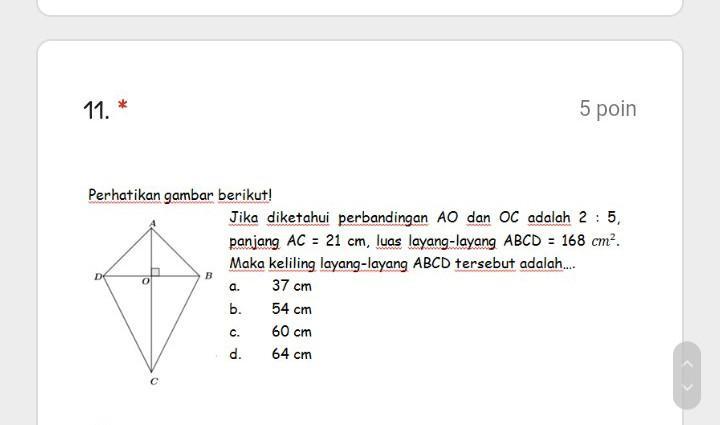 11. *
5 poin
Perhatikan gambar berikut!
Jika diketahui perbandingan AO dan OC adalah 2 : 5,
panjang AC = 21 cm, luas layang-layang ABCD = 168 cm².
Maka keliling layang-layang ABCD tersebut adalah....
a. 37 cm
b. 54 cm
c. 60 cm
d. 64 cm
A
D
O
B
C